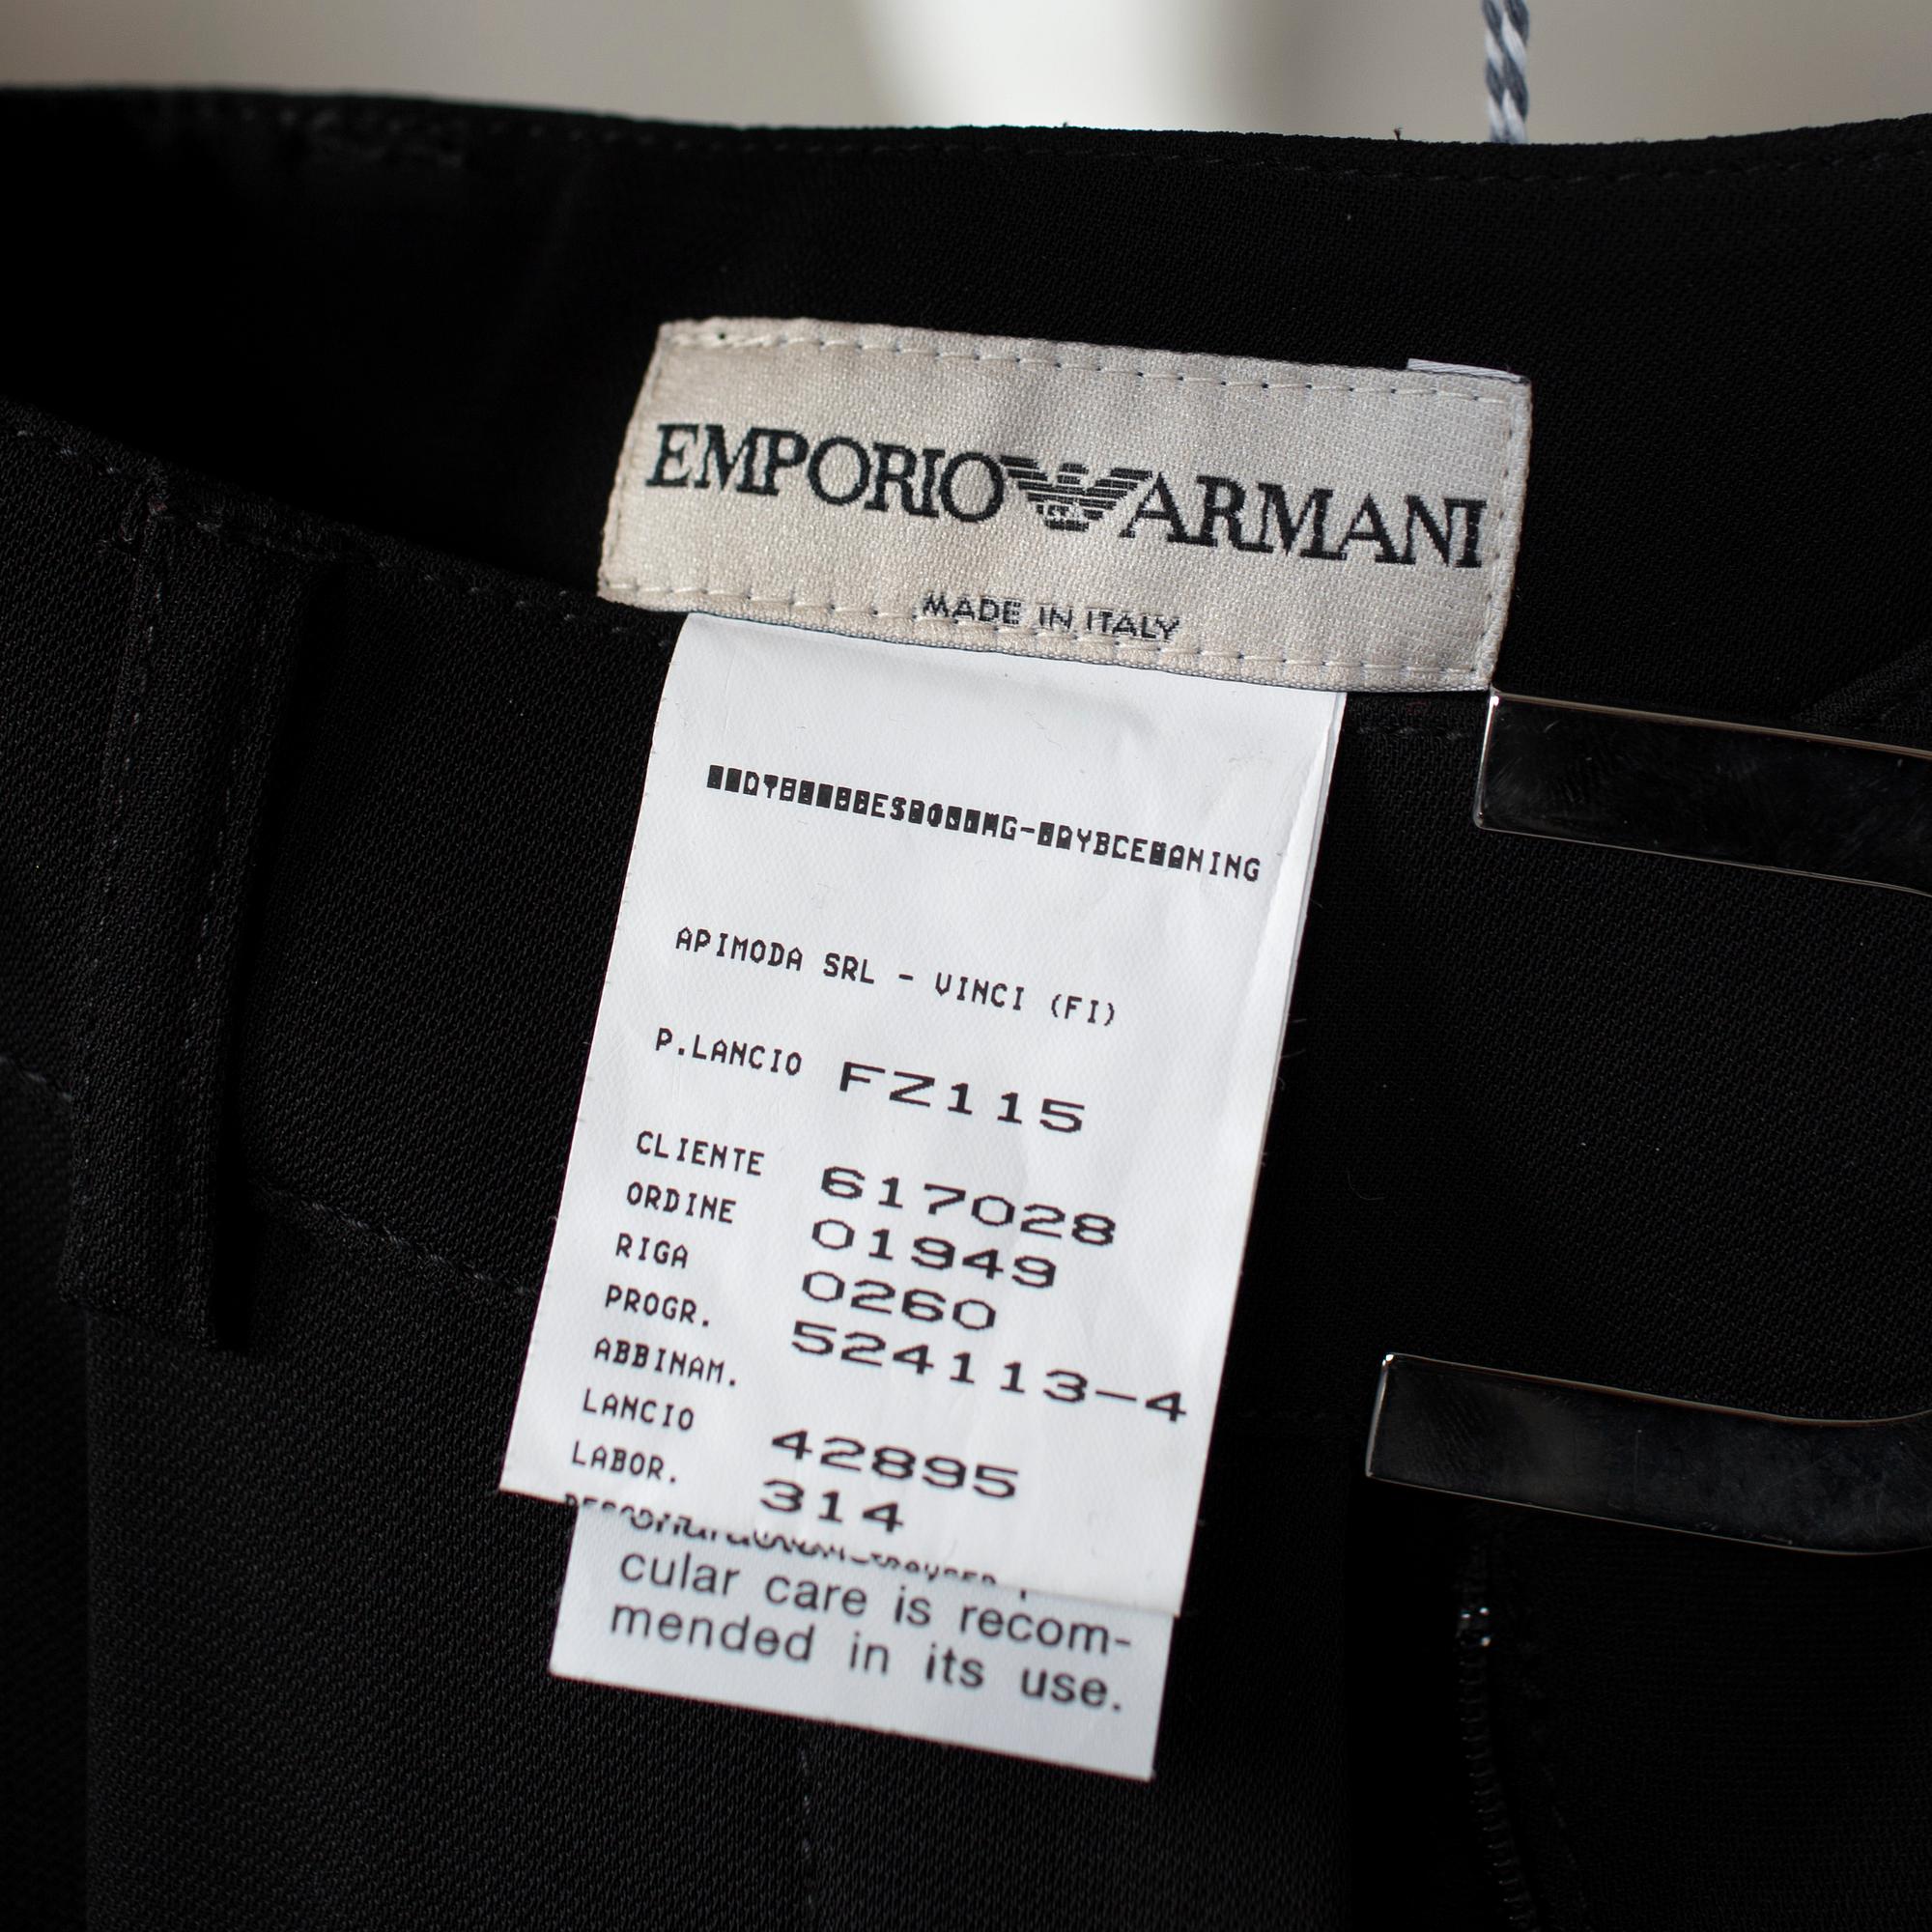 EMPORIO ARMANI
MADE IN ITALY
APIMODA SRL - VINCI (FI)
P.LANCIO FZ115
CLIENTE 617028
ORDINE 01949
RIGA 0260
PROGR. 524113-4
ABBINAM.
LANCIO 42895
LABOR. 314
cular care is recom-
mended in its use.